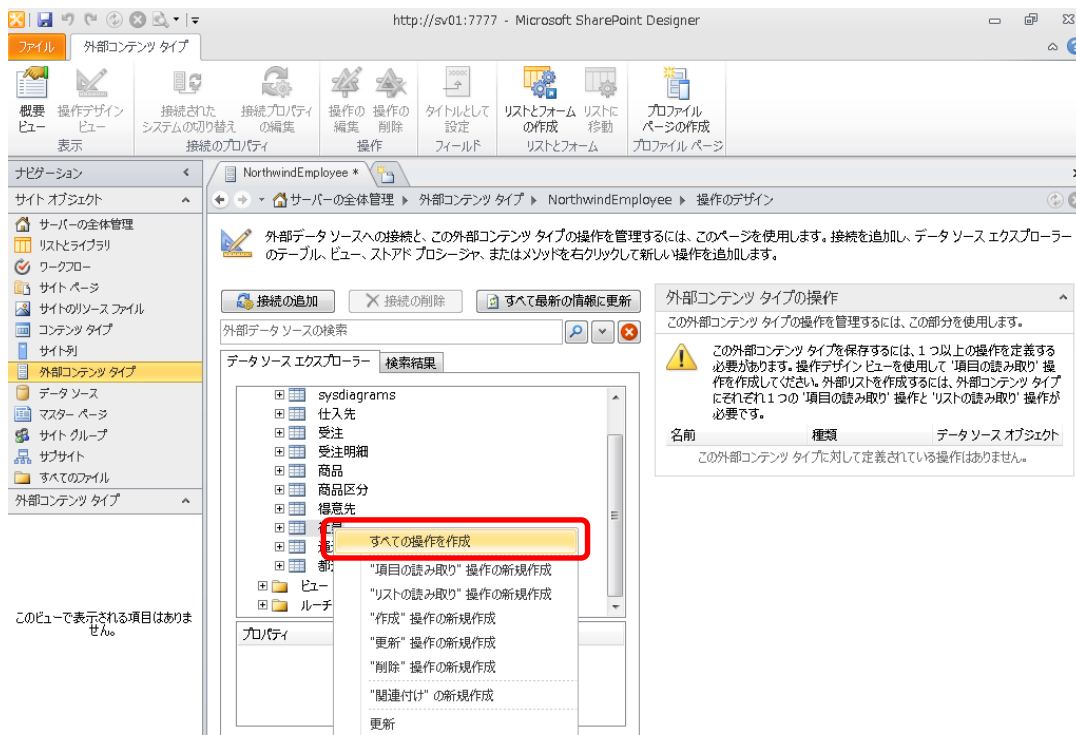 http://sv01:7777 - Microsoft SharePoint Designer
ファイル
外部コンテンツ タイプ
概要
ビュー
操作デザイン
ビュー
表示
接続された
システムの切り替え
接続プロパティ
の編集
接続のプロパティ
操作の
編集
操作の
削除
操作
タイトルとして
設定
フィールド
リストとフォーム
の作成
リストに
移動
リストとフォーム
プロファイル
ページの作成
プロファイル ページ
ナビゲーション
サイト オブジェクト
サーバーの全体管理
リストとライブラリ
ワークフロー
サイト ページ
サイトのリソース ファイル
コンテンツ タイプ
サイト列
外部コンテンツ タイプ
データ ソース
マスター ページ
サイト グループ
サブサイト
すべてのファイル
外部コンテンツ タイプ
このビューで表示される項目はありま
せん。
NorthwindEmployee *
サーバーの全体管理 ▶ 外部コンテンツ タイプ ▶ NorthwindEmployee ▶ 操作のデザイン
外部データ ソースへの接続と、この外部コンテンツ タイプの操作を管理するには、このページを使用します。接続を追加し、データ ソース エクスプローラー
のテーブル、ビュー、ストアド プロシージャ、またはメソッドを右クリックして新しい操作を追加します。
接続の追加
接続の削除
すべて最新の情報に更新
外部データ ソースの検索
データ ソース エクスプローラー
検索結果
sysdiagrams
仕入先
受注
受注明細
商品
商品区分
得意先
ビュー
ルーチ
プロパティ
すべての操作を作成
"項目の読み取り" 操作の新規作成
"リストの読み取り" 操作の新規作成
"作成" 操作の新規作成
"更新" 操作の新規作成
"削除" 操作の新規作成
"関連付け" の新規作成
更新
外部コンテンツ タイプの操作
この外部コンテンツ タイプの操作を管理するには、この部分を使用します。
この外部コンテンツ タイプを保存するには、1 つ以上の操作を定義する
必要があります。操作デザイン ビューを使用して '項目の読み取り' 操
作を作成してください。外部リストを作成するには、外部コンテンツ タイプ
にそれぞれ 1 つの '項目の読み取り' 操作と 'リストの読み取り' 操作が
必要です。
名前 種類 データ ソース オブジェクト
この外部コンテンツ タイプに対して定義されている操作はありません。